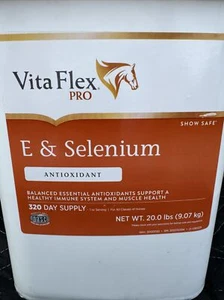 Vita Flex®
PRO
SHOW SAFE
E & Selenium
ANTIOXIDANT
BALANCED ESSENTIAL ANTIOXIDANTS SUPPORT A
HEALTHY IMMUNE SYSTEM AND MUSCLE HEALTH
320 DAY SUPPLY
NET WT. 20.0 lbs (9.07 kg)